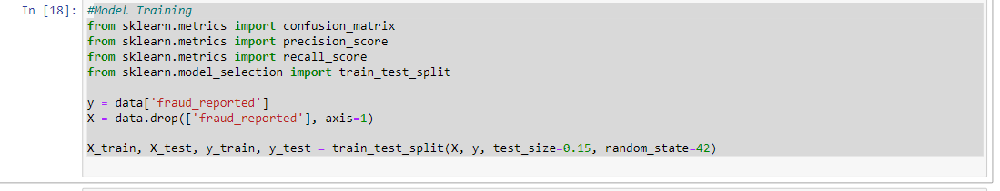 In [18]: #Model Training
from sklearn.metrics import confusion_matrix
from sklearn.metrics import precision_score
from sklearn.metrics import recall_score
from sklearn.model_selection import train_test_split
y = data['fraud_reported']
X = data.drop(['fraud_reported'], axis=1)
X_train, X_test, y_train, y_test = train_test_split(X, y, test_size=0.15, random_state=42)